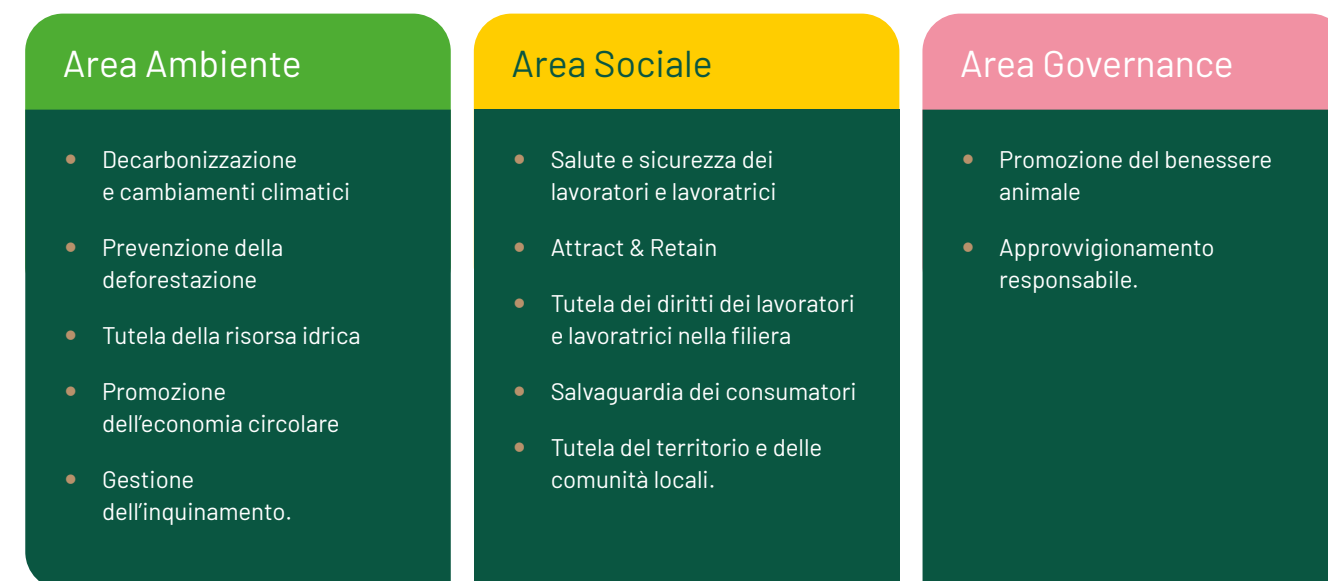 Area Ambiente
Decarbonizzazione
e cambiamenti climatici
Prevenzione della
deforestazione
Tutela della risorsa idrica
Promozione
dell'economia circolare
Gestione
dell'inquinamento.
Area Sociale
Salute e sicurezza dei
lavoratori e lavoratrici
Attract & Retain
Tutela dei diritti dei lavoratori
e lavoratrici nella filiera
Salvaguardia dei consumatori
Tutela del territorio e delle
comunità locali.
Area Governance
Promozione del benessere
animale
Approvvigionamento
responsabile.